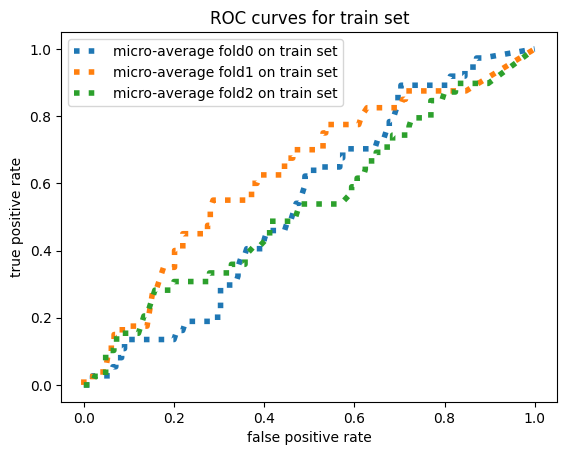 ROC curves for train set
micro-average fold0 on train set
micro-average fold1 on train set
micro-average fold2 on train set
true positive rate
1.0
0.8
0.6
0.4
0.2
0.0
0.0 0.2 0.4 0.6 0.8 1.0
false positive rate